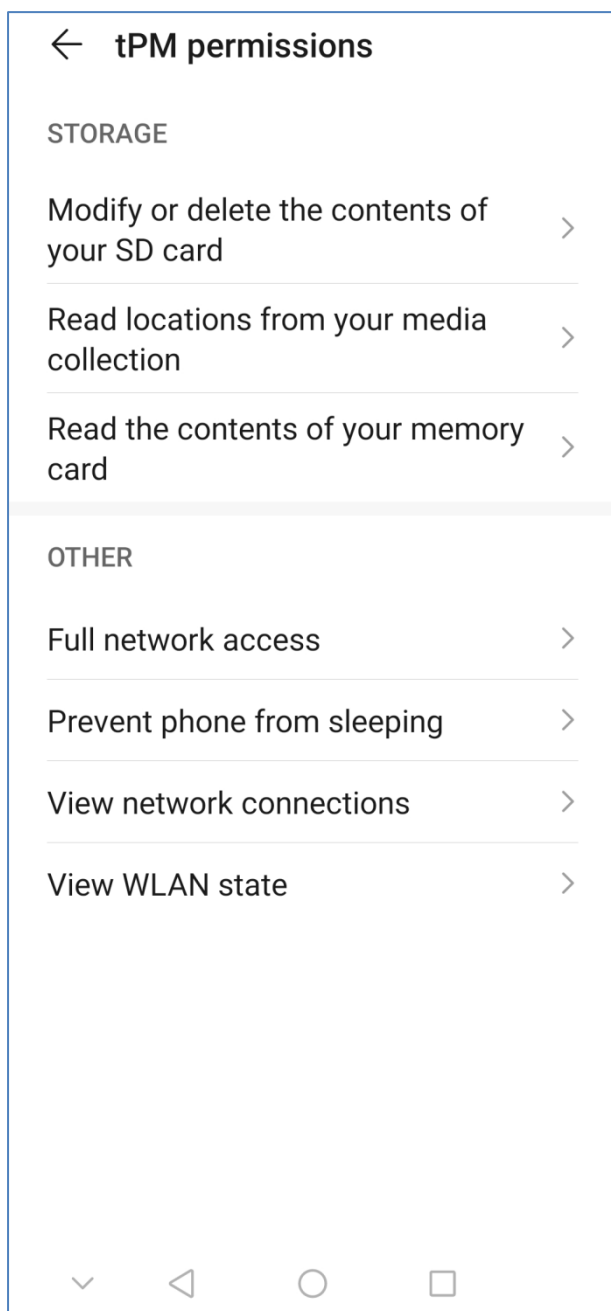 tPM permissions
STORAGE
Modify or delete the contents of
your SD card
Read locations from your media
collection
Read the contents of your memory
card
OTHER
Full network access
Prevent phone from sleeping
View network connections
View WLAN state